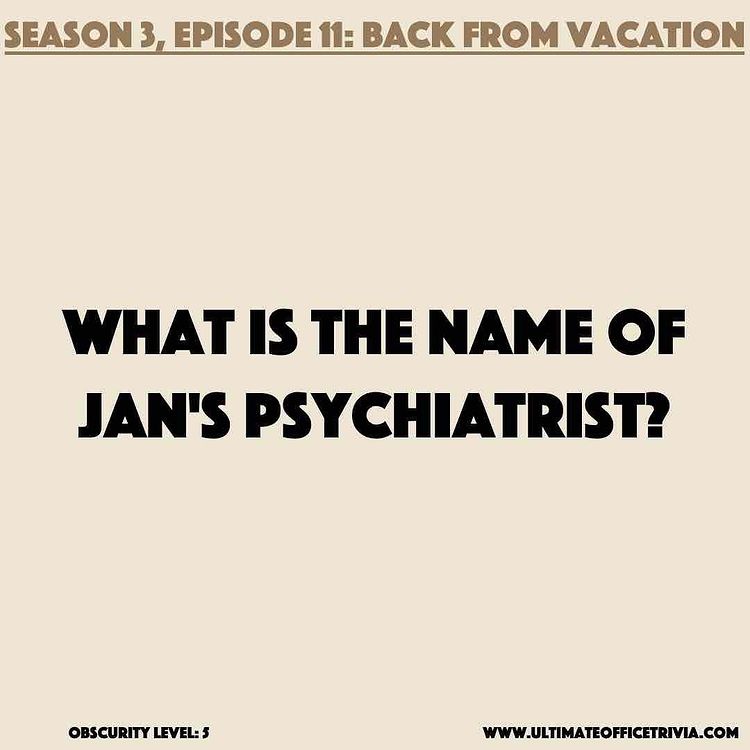 SEASON 3, EPISODE 11: BACK FROM VACATION
WHAT IS THE NAME OF
JAN'S PSYCHIATRIST?
OBSCURITY LEVEL: 5
WWW.ULTIMATEOFFICETRIVIA.COM